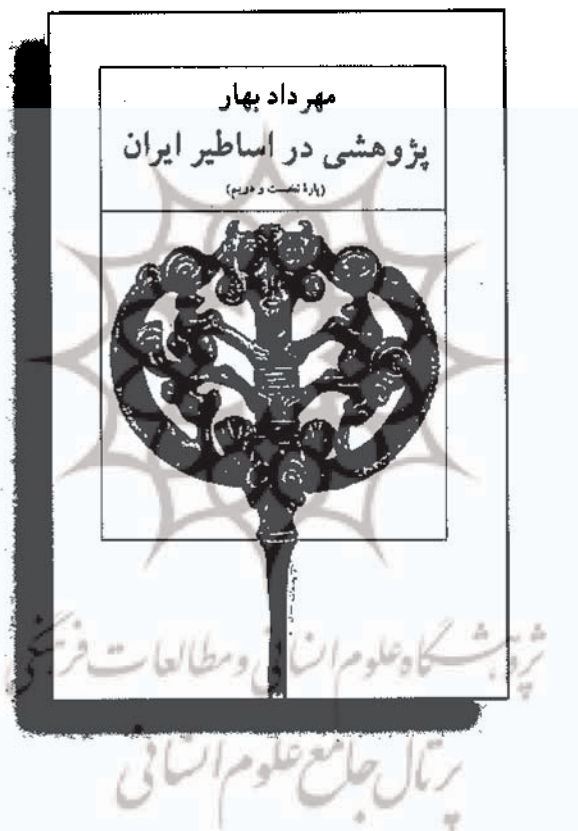 مهرداد بهار
پژوهشی در اساطیر ایران
(پارهٔ نخست و دویم)
پژوهشگاه علوم انسانی و مطالعات فرهنگی
پرتال جامع علوم انسانی